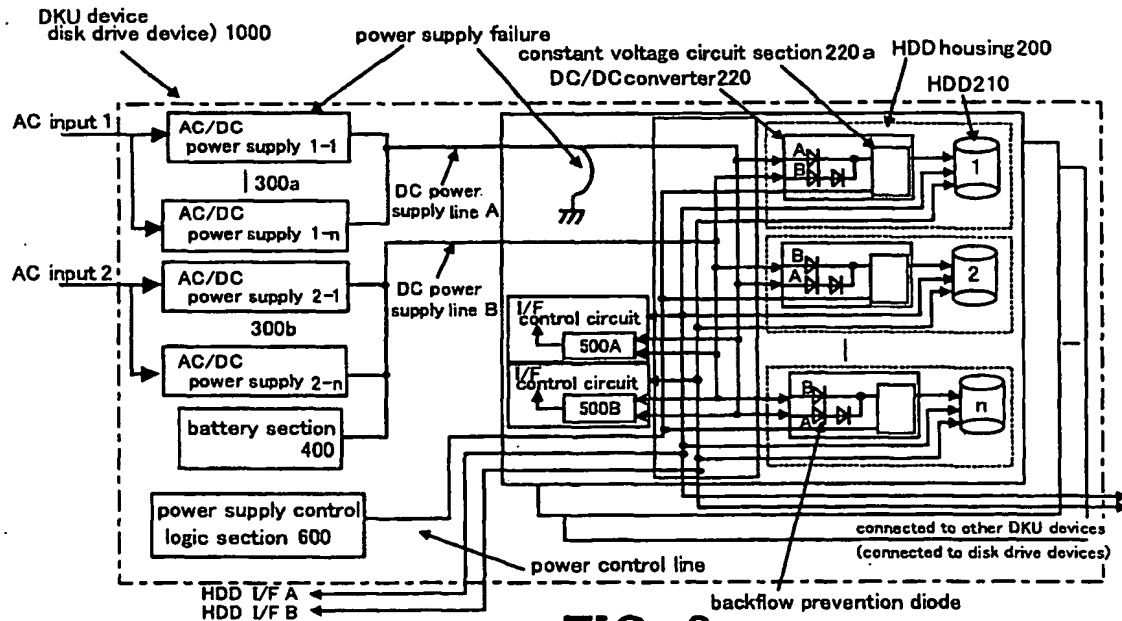 DKU device
disk drive device) 1000
power supply failure
constant voltage circuit section 220a
HDD housing 200
DC/DC converter 220
HDD210
AC input 1
AC/DC
power supply 1-1
300a
AC/DC
power supply 1-n
DC power
supply line A
AC input 2
AC/DC
power supply 2-1
300b
AC/DC
power supply 2-n
DC power
supply line B
battery section
400
power supply control
logic section 600
I/F
control circuit
500A
I/F
control circuit
500B
A
B
1
B
A
2
B
A
n
connected to other DKU devices
(connected to disk drive devices)
power control line
backflow prevention diode
HDD I/F A
HDD I/F B